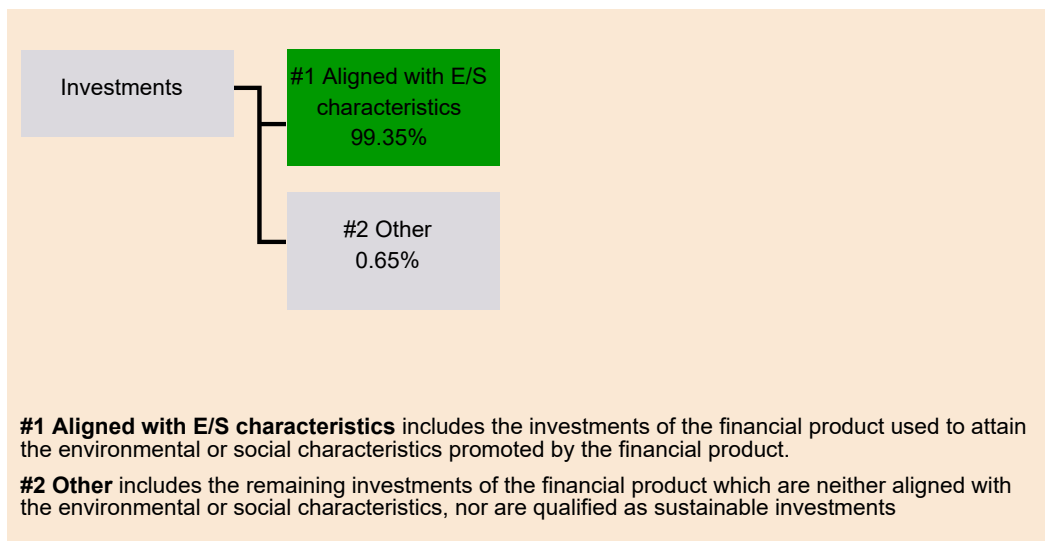 Investments
#1 Aligned with E/S
characteristics
99.35%
#2 Other
0.65%
#1 Aligned with E/S characteristics includes the investments of the financial product used to attain
the environmental or social characteristics promoted by the financial product.
#2 Other includes the remaining investments of the financial product which are neither aligned with
the environmental or social characteristics, nor are qualified as sustainable investments